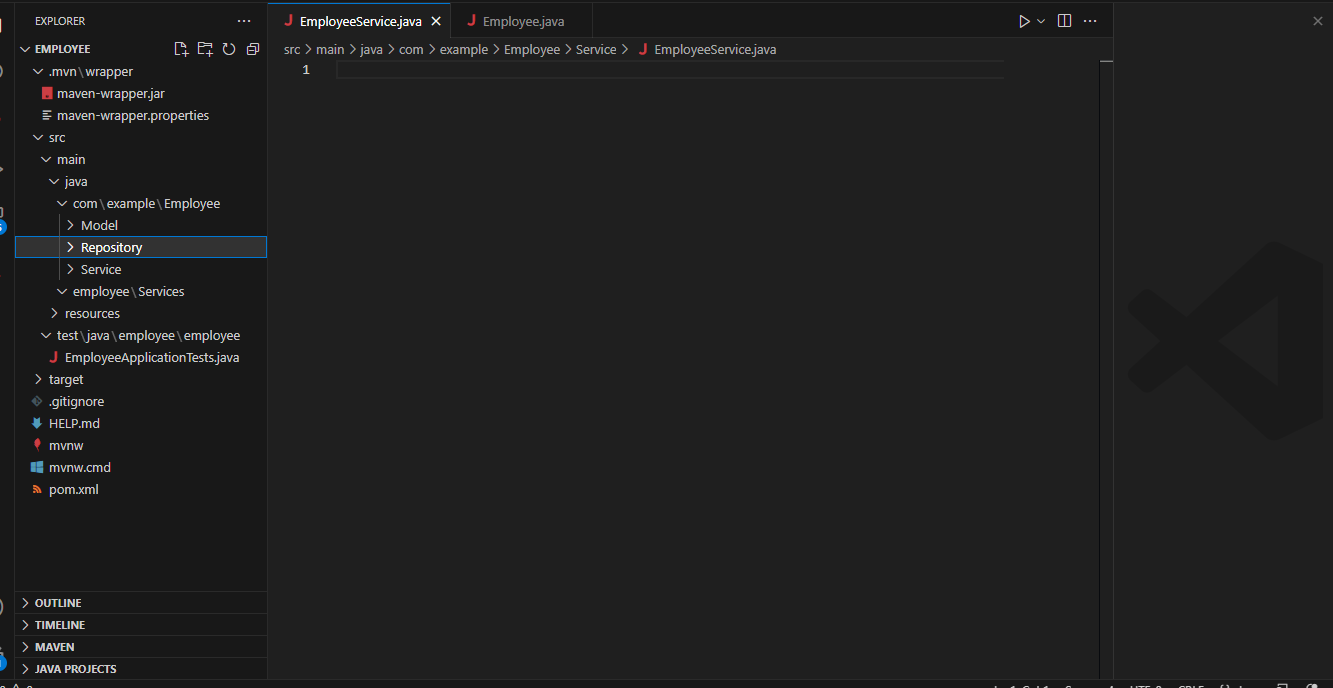 EXPLORER
EmployeeService.java
Employee.java
EMPLOYEE
src > main > java > com > example > Employee > Service > EmployeeService.java
1
.mvn\wrapper
maven-wrapper.jar
maven-wrapper.properties
src
main
java
com\example\Employee
Model
Repository
Service
employee\Services
resources
test\java\employee\employee
EmployeeApplicationTests.java
target
.gitignore
HELP.md
mvnw
mvnw.cmd
pom.xml
OUTLINE
TIMELINE
MAVEN
JAVA PROJECTS